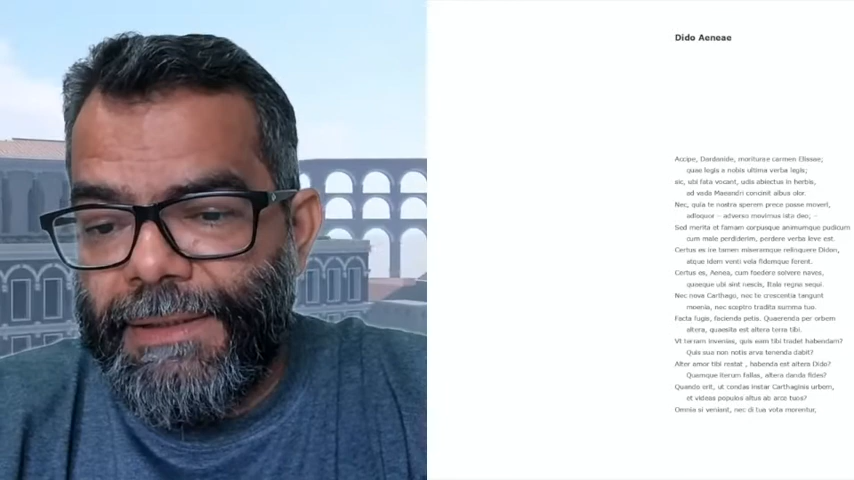 Dido Aeneae
Accipe, Dardanide, moriturae carmen Elissae;
quae legis a nobis ultima verba legis;
sic, ubi fata vocant, udis abiectus in herbis,
ad vada Maeandri concinit albus olor.
Nec, quia te nostra sperem prece posse moveri,
adloquor – adverso movimus ista deo; –
Sed merita et famam corpusque animumque pudicum
cum male perdiderim, perdere verba leve est.
Certus es ire tamen miseramque relinquere Diden,
atque idem venti vela fidemque ferent.
Certus es, Aenea, cum foedere solvere naves,
quaeque ubi sint nescis, Itala regna sequi.
Nec nova Carthago, nec te crescentia tangunt
moenia, nec sceptro tradita summa tuo.
Facta fugis, facienda petis. Quaerenda per orbem
altera, quaesita est altera terra tibi.
Vt terram invenias, quis eam tibi tradet habendam?
Quis sua non notis arva tenenda dabit?
Alter amor tibi restat , habenda est altera Dido?
Quamque iterum fallas, altera danda fides?
Quando erit, ut condas instar Carthaginis urbem,
et videas populos altus ab arce tuos?
Omnia si veniant, nec di tua vota morentur,